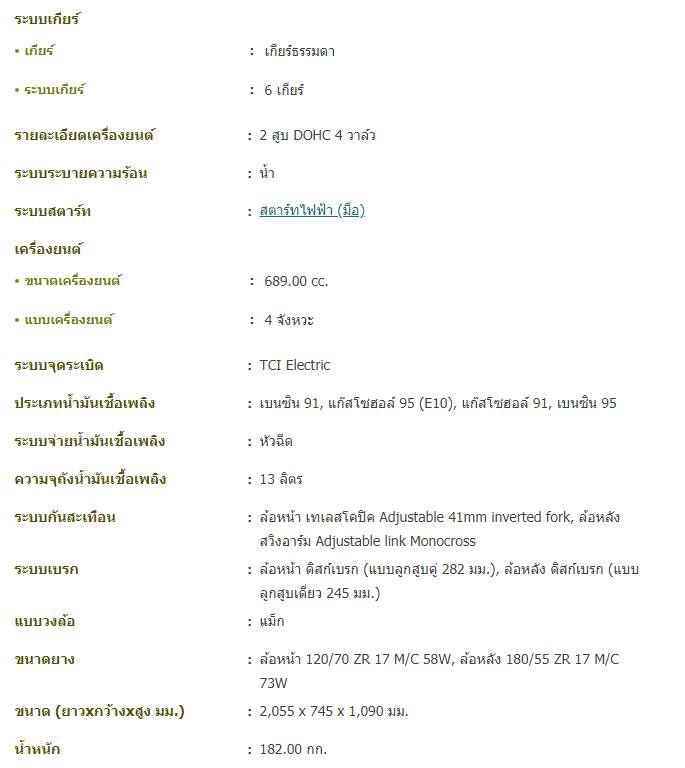 ระบบเกียร์
• เกียร์ : เกียร์ธรรมดา
• ระบบเกียร์ : 6 เกียร์
รายละเอียดเครื่องยนต์ : 2 สูบ DOHC 4 วาล์ว
ระบบระบายความร้อน : น้ำ
ระบบสตาร์ท : สตาร์ทไฟฟ้า (มือ)
เครื่องยนต์
• ขนาดเครื่องยนต์ : 689.00 cc.
• แบบเครื่องยนต์ : 4 จังหวะ
ระบบจุดระเบิด : TCI Electric
ประเภทน้ำมันเชื้อเพลิง : เบนซิน 91, แก๊สโซฮอล์ 95 (E10), แก๊สโซฮอล์ 91, เบนซิน 95
ระบบจ่ายน้ำมันเชื้อเพลิง : หัวฉีด
ความจุถังน้ำมันเชื้อเพลิง : 13 ลิตร
ระบบกันสะเทือน : ล้อหน้า เทเลสโคปิค Adjustable 41mm inverted fork, ล้อหลัง
สวิงอาร์ม Adjustable link Monocross
ระบบเบรก : ล้อหน้า ดิสก์เบรก (แบบลูกสูบคู่ 282 มม.), ล้อหลัง ดิสก์เบรก (แบบ
ลูกสูบเดี่ยว 245 มม.)
แบบวงล้อ : แม็ก
ขนาดยาง : ล้อหน้า 120/70 ZR 17 M/C 58W, ล้อหลัง 180/55 ZR 17 M/C
73W
ขนาด (ยาวxกว้างxสูง มม.) : 2,055 x 745 x 1,090 มม.
น้ำหนัก : 182.00 กก.